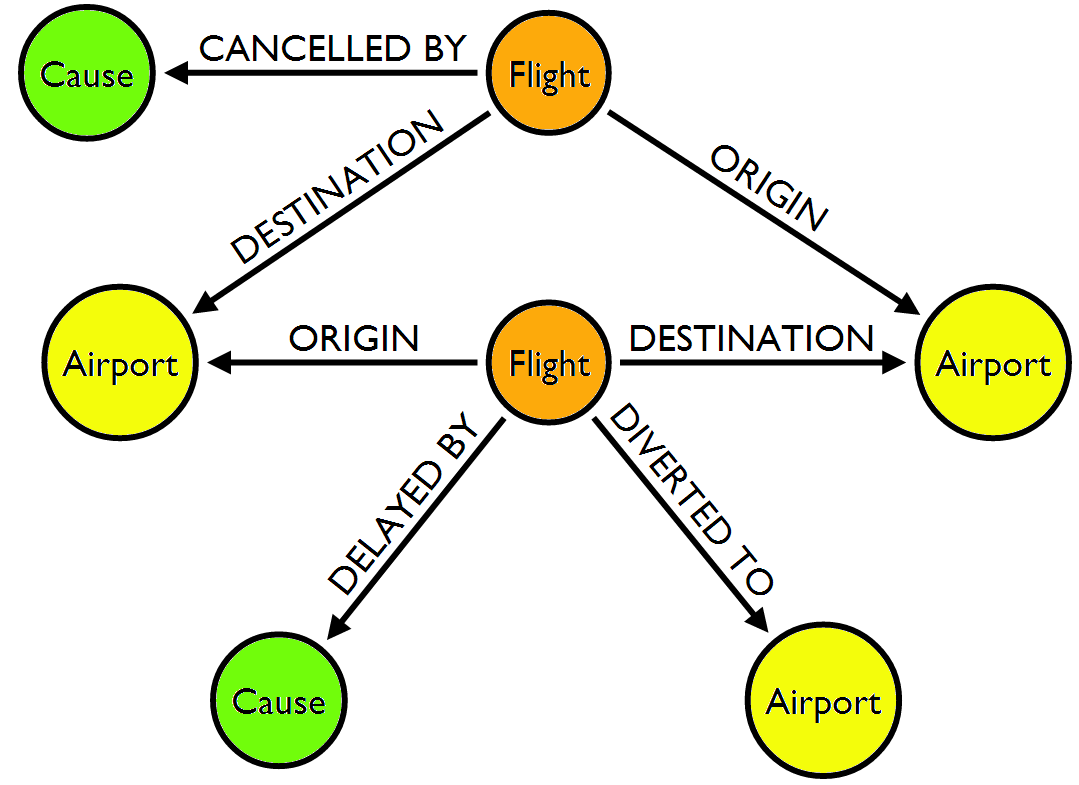 CANCELLED BY
Cause
Flight
DESTINATION
ORIGIN
ORIGIN
DESTINATION
Airport
Flight
Airport
DELAYED BY
DIVERTED TO
Cause
Airport